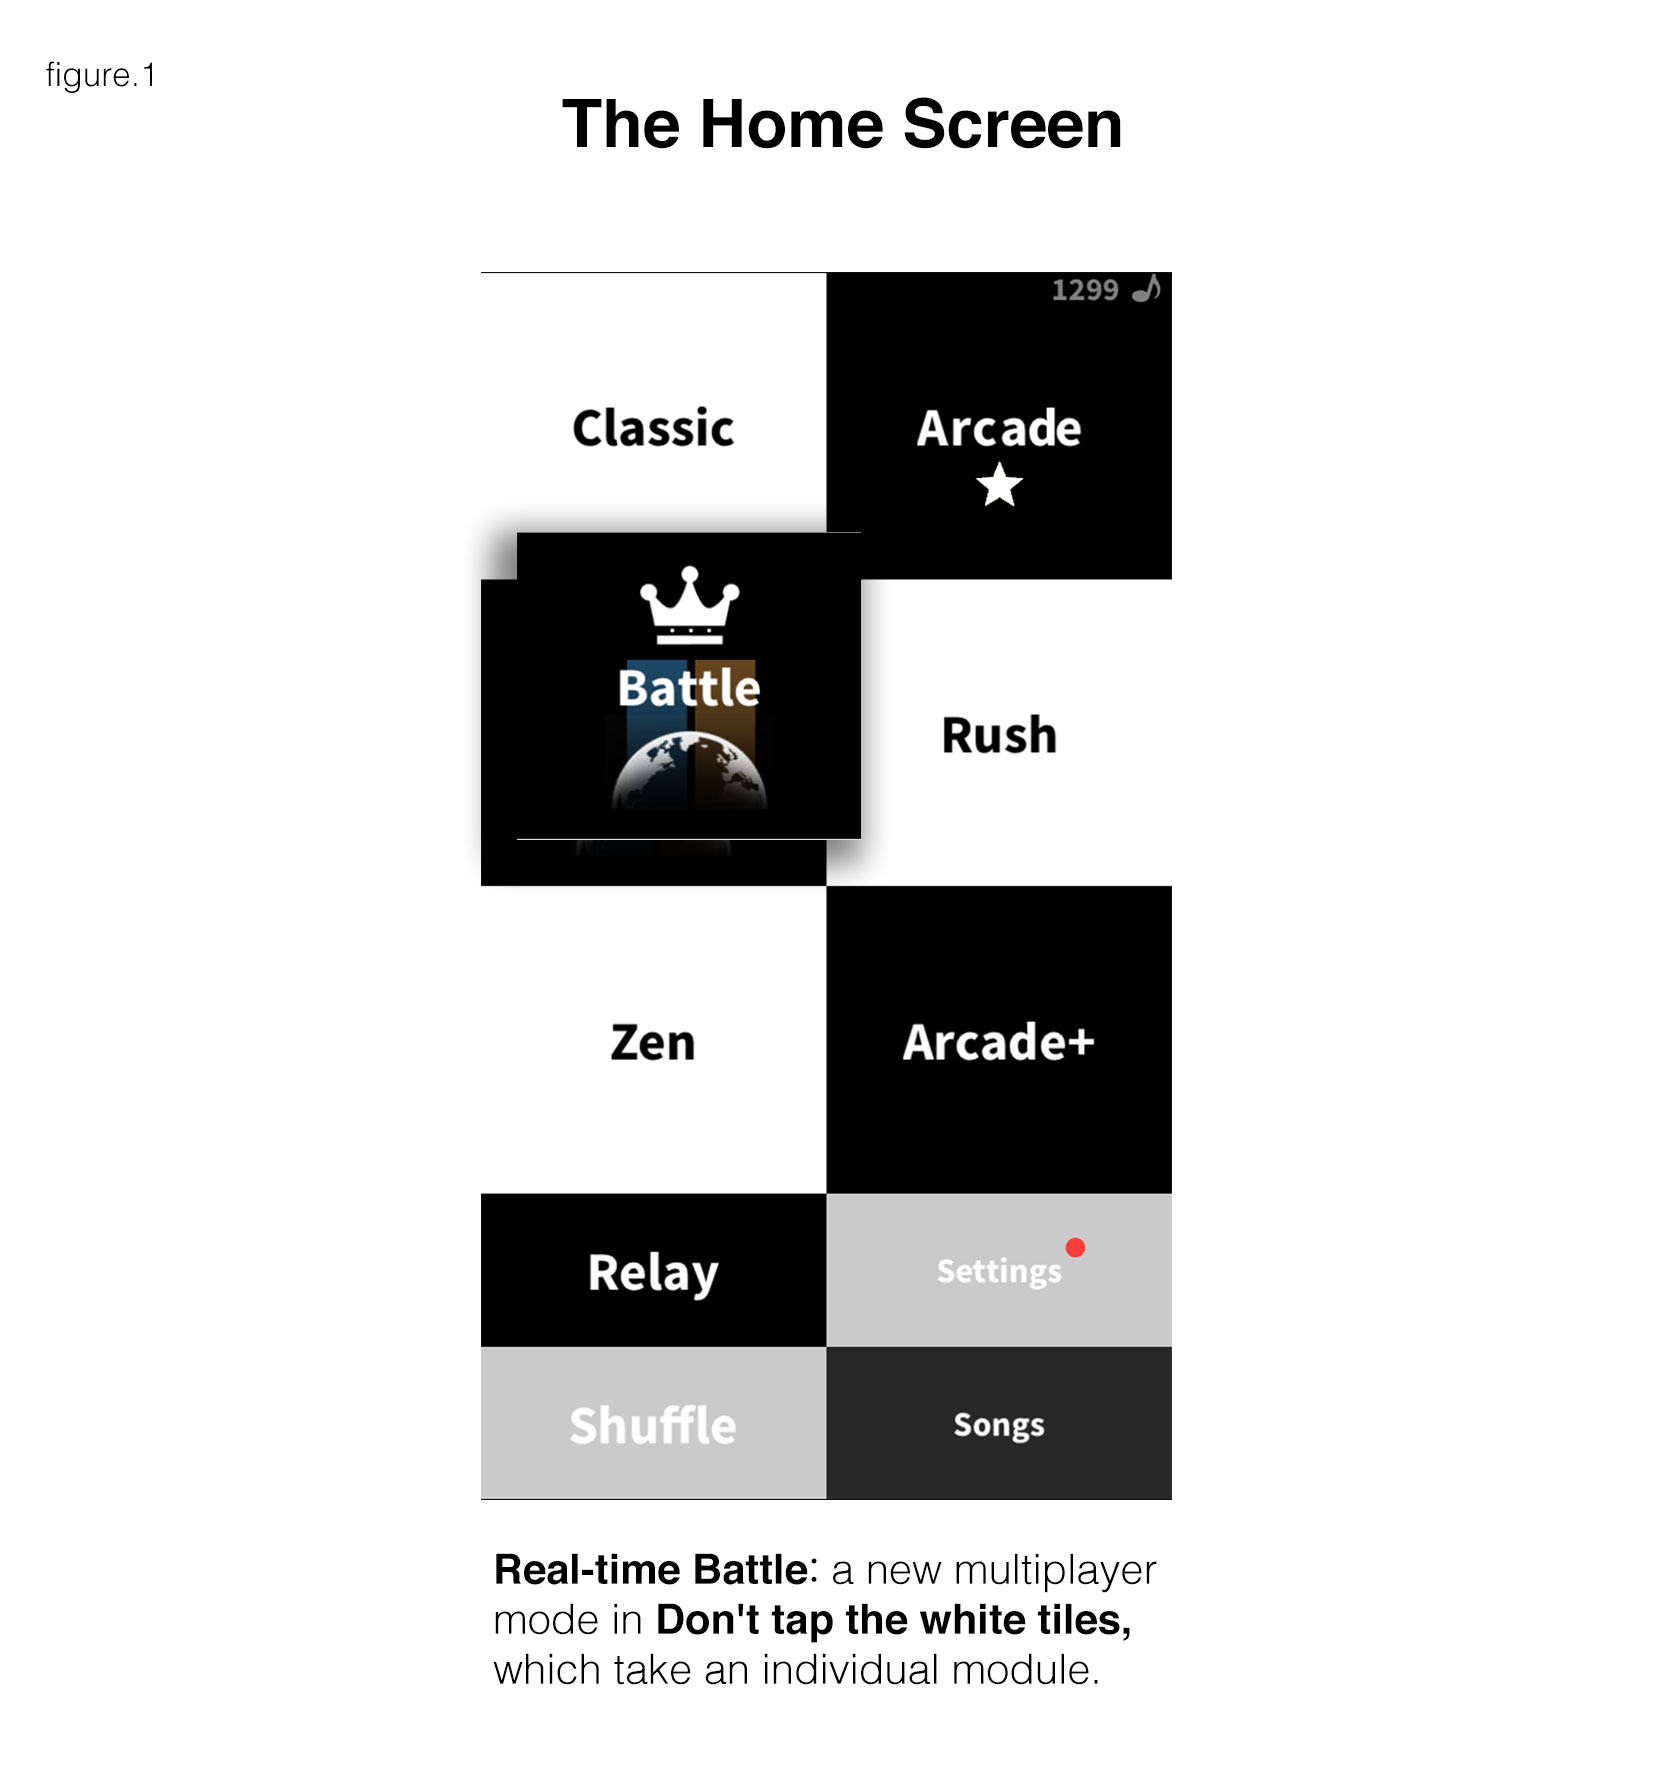 figure.1
The Home Screen
1299
Classic
Arcade
Battle
Rush
Zen
Arcade+
Relay
Settings
Shuffle
Songs
Real-time Battle: a new multiplayer
mode in Don't tap the white tiles,
which take an individual module.